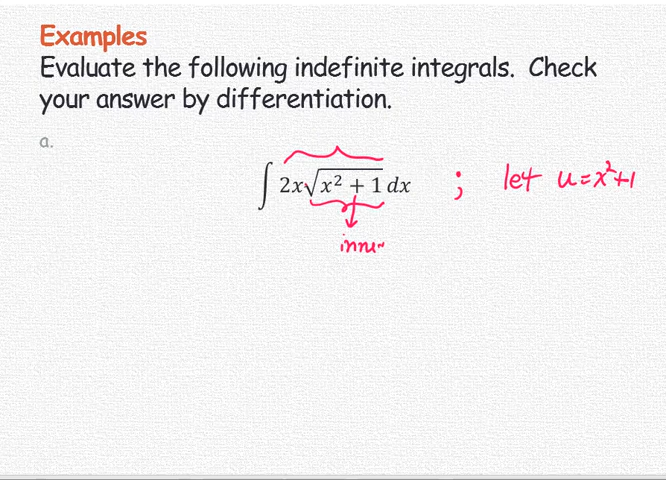 Examples
Evaluate the following indefinite integrals. Check
your answer by differentiation.
a.
∫ 2x√(x² + 1) dx ; let u=x²+1
inner